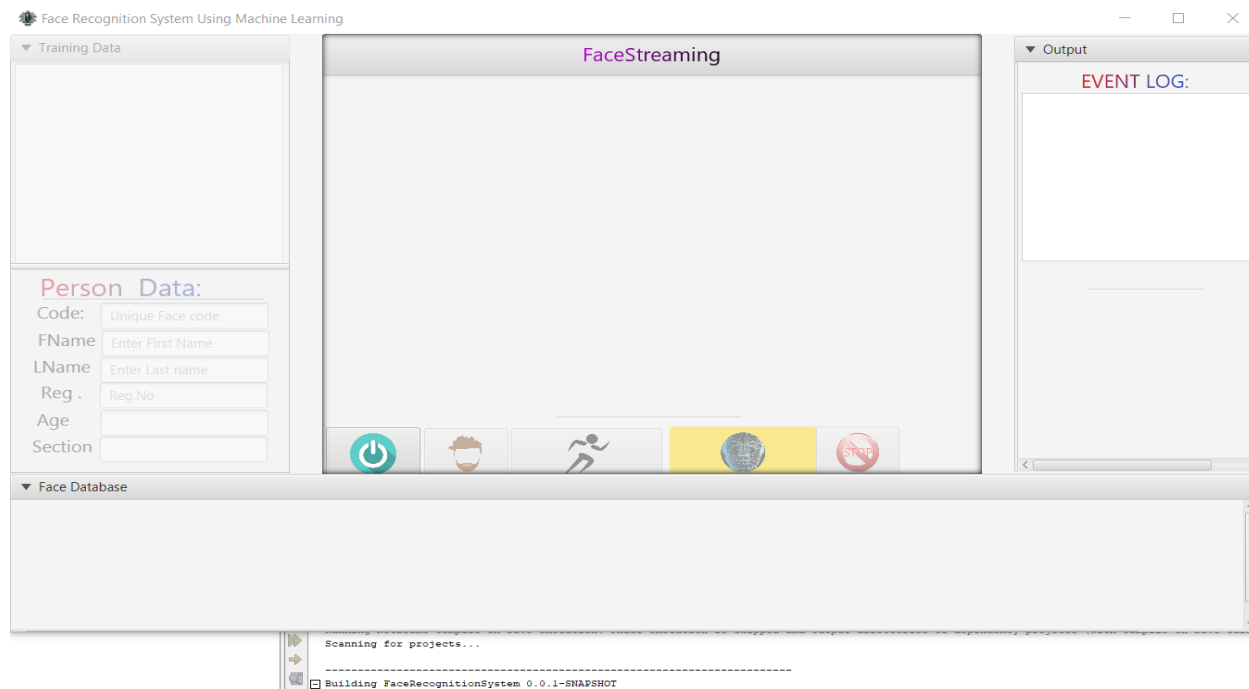 Face Recognition System Using Machine Learning
Training Data
FaceStreaming
Output
EVENT LOG:
Person Data:
Code: Unique Face code
FName Enter First Name
LName Enter Last name
Reg . Reg.No
Age
Section
STOP
Face Database
Scanning for projects...
------------------------------------------------------------------------
Building FaceRecognitionSystem 0.0.1-SNAPSHOT